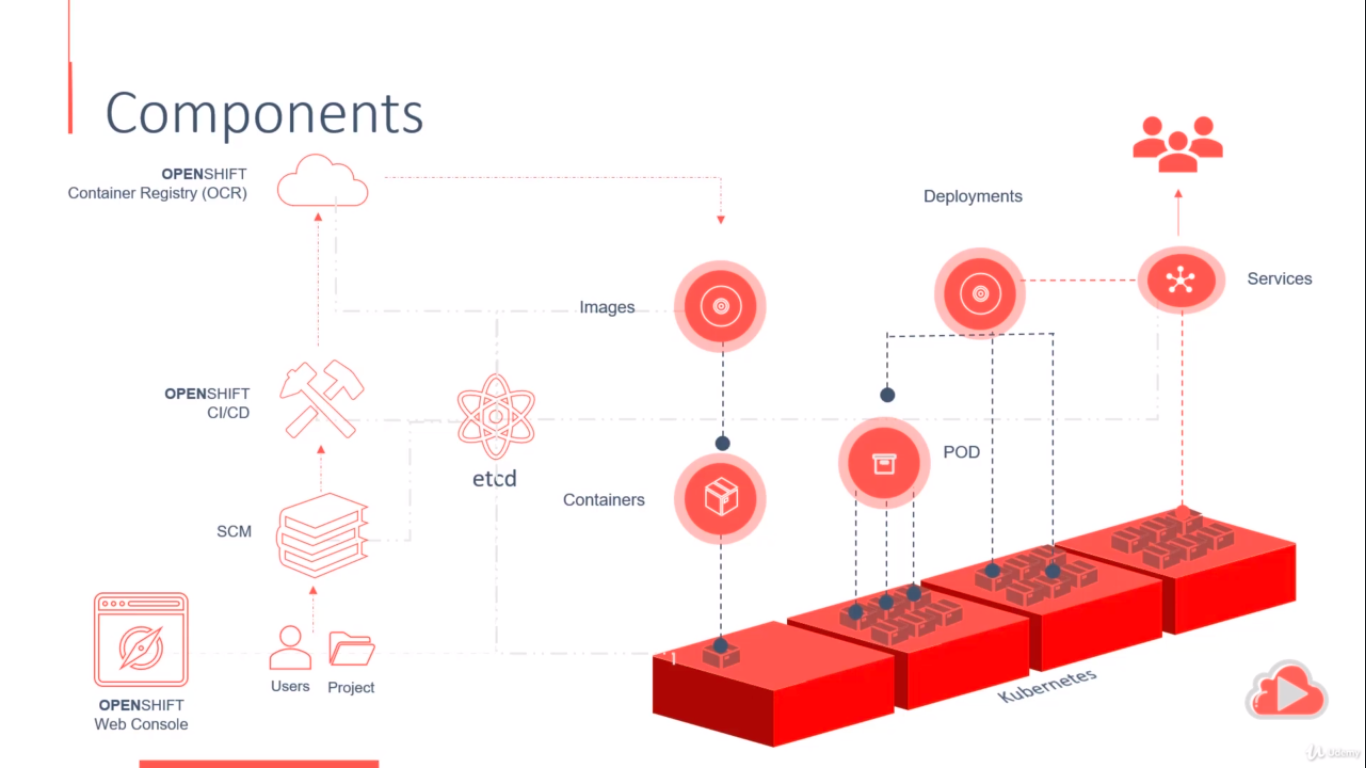 Components
OPENSHIFT
Container Registry (OCR)
Deployments
Images
Services
OPENSHIFT
CI/CD
etcd
POD
Containers
SCM
Users
Project
OPENSHIFT
Web Console
Kubernetes
Udemy